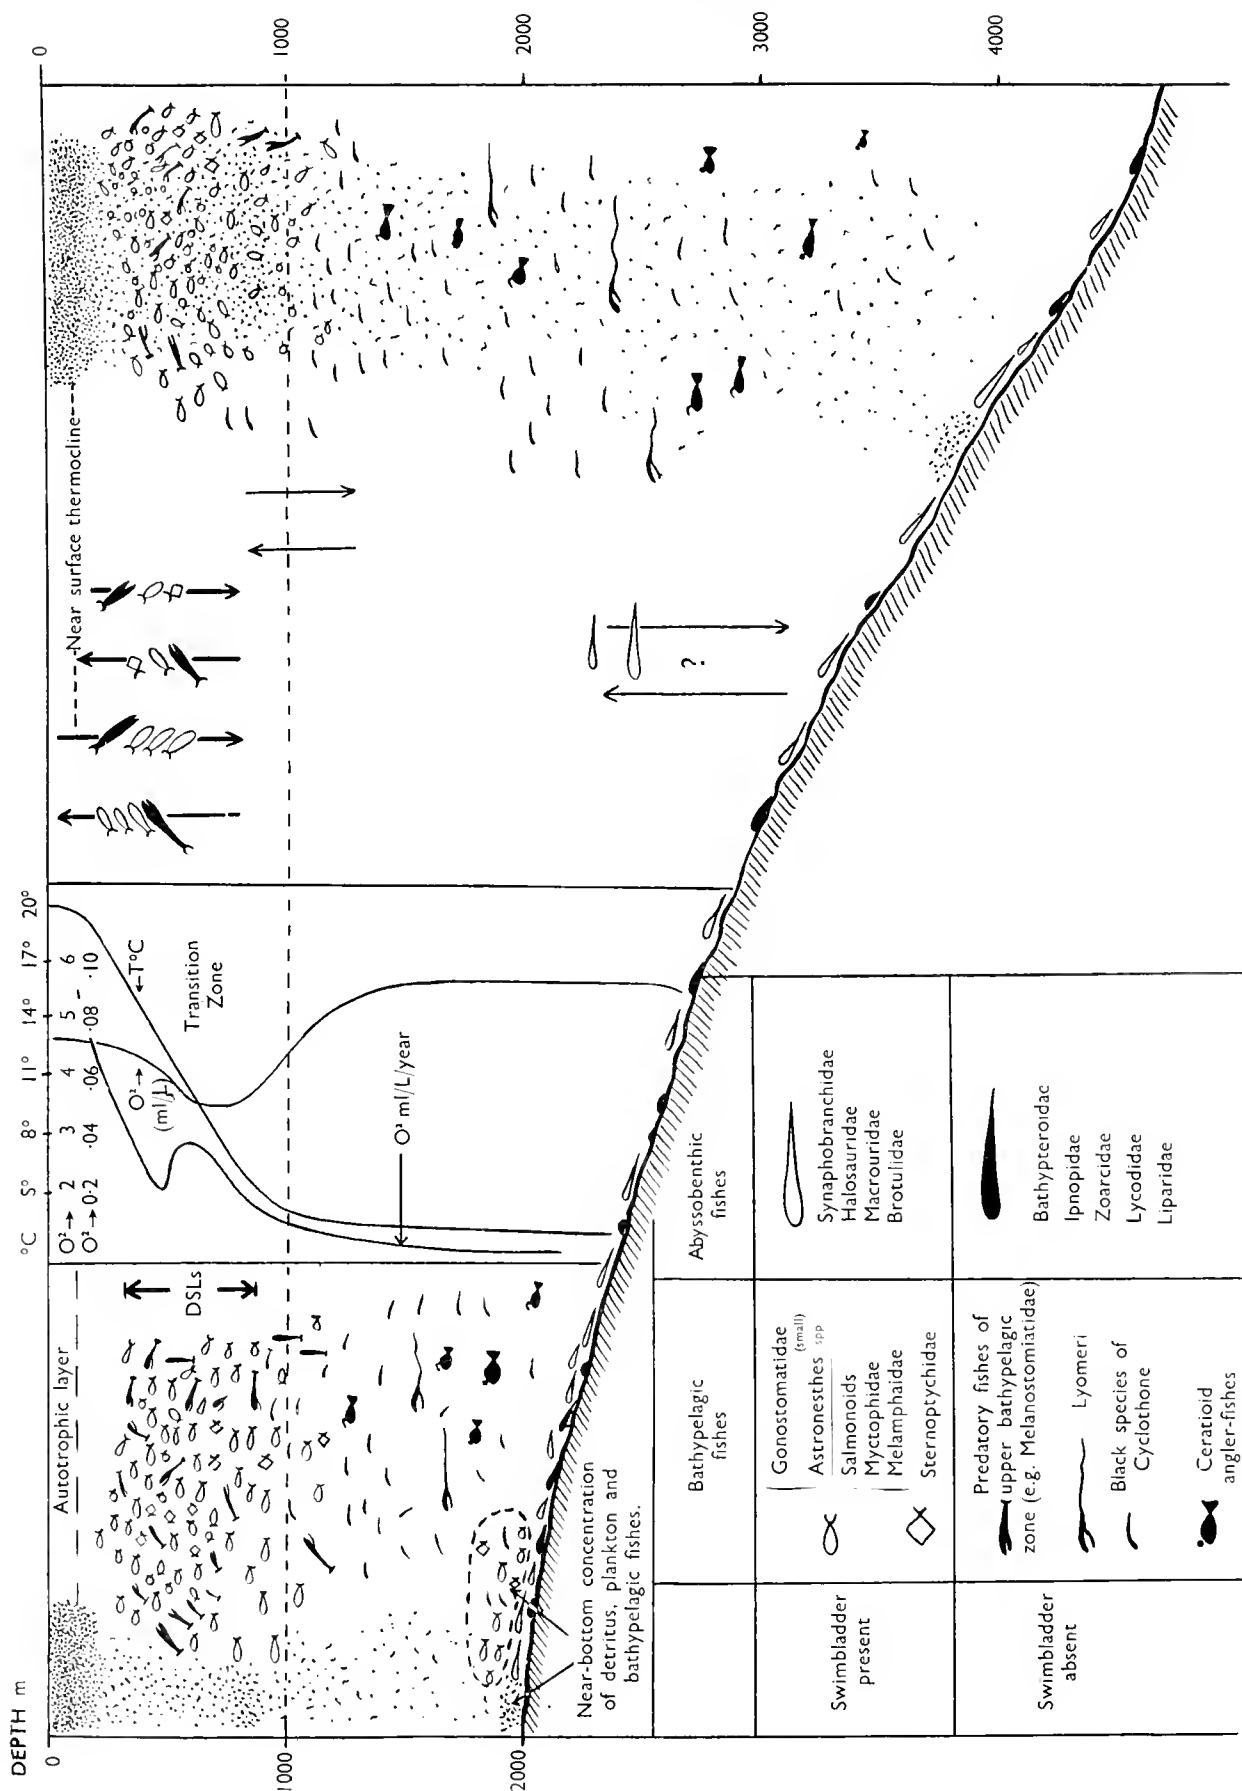 DEPTH m
0
1000
2000
Autotrophic layer
DSLs
Near-bottom concentration
of detritus, plankton and
bathypelagic fishes.
°C 5° 8° 11° 14° 17° 20°
O²→ 2 3 4 5 6
O²→0·2 ·04 ·06 ·08 ·10
←T°C
O²→
(ml/L)
Transition
Zone
O² ml/L/year
Near surface thermocline
?
0
1000
2000
3000
4000
Bathypelagic
fishes
Abyssobenthic
fishes
Swimbladder
present
Gonostomatidae
Astronesthes (small) spp
Salmonoids
Myctophidae
Melamphaidae
Sternoptychidae
Synaphobranchidae
Halosauridae
Macrouridae
Brotulidae
Swimbladder
absent
Predatory fishes of
upper bathypelagic
zone (e.g. Melanostomiatidae)
Lyomeri
Black species of
Cyclothone
Ceratioid
angler-fishes
Bathypteroidae
Ipnopidae
Zoarcidae
Lycodidae
Liparidae